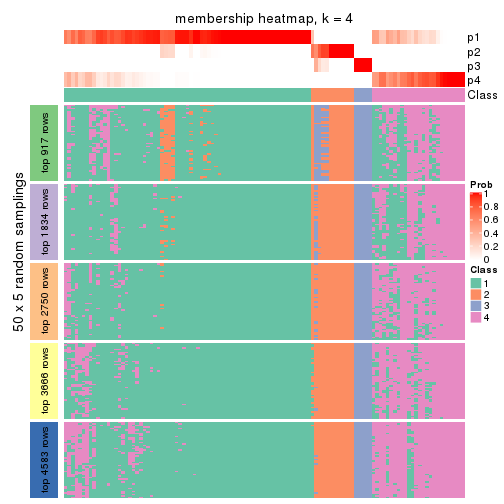 membership heatmap, k = 4
p1
p2
p3
p4
Class
50 x 5 random samplings
top 917 rows
top 1834 rows
top 2750 rows
top 3666 rows
top 4583 rows
Prob
1
0.8
0.6
0.4
0.2
0
Class
1
2
3
4